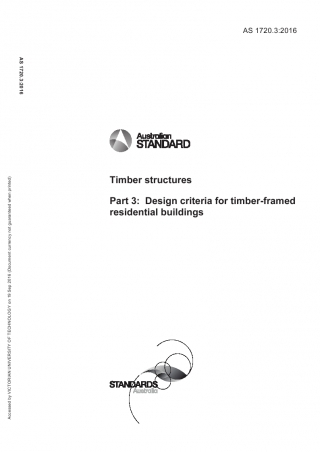 AS 1720.3:2016
AS 1720.3:2016
Australian
STANDARD
Timber structures
Part 3: Design criteria for timber-framed
residential buildings
STANDARDS
Australia
Accessed by VICTORIAN UNIVERSITY OF TECHNOLOGY on 16 Sep 2016 (Document currency not guaranteed when printed)